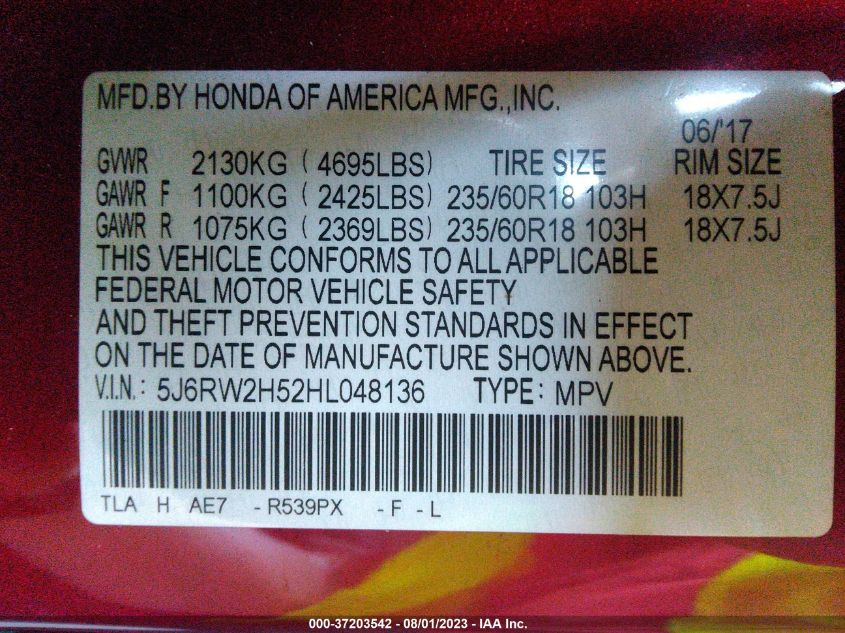 MFD.BY HONDA OF AMERICA MFG.,INC.
06/'17
GVWR 2130KG ( 4695LBS) TIRE SIZE RIM SIZE
GAWR F 1100KG ( 2425LBS) 235/60R18 103H 18X7.5J
GAWR R 1075KG ( 2369LBS) 235/60R18 103H 18X7.5J
THIS VEHICLE CONFORMS TO ALL APPLICABLE
FEDERAL MOTOR VEHICLE SAFETY
AND THEFT PREVENTION STANDARDS IN EFFECT
ON THE DATE OF MANUFACTURE SHOWN ABOVE.
V.I.N.: 5J6RW2H52HL048136 TYPE: MPV
TLA H AE7 - R539PX - F - L
000-37203542 - 08/01/2023 - IAA Inc.